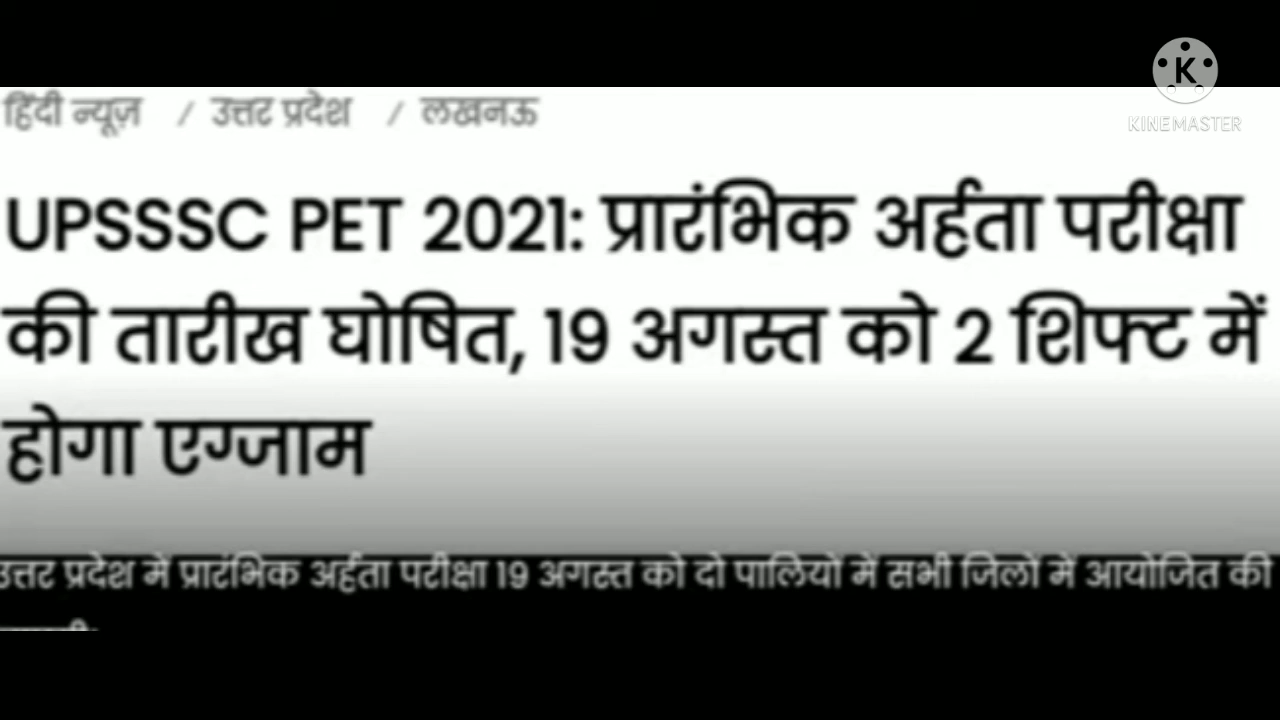 हिंदी न्यूज़ / उत्तर प्रदेश / लखनऊ
KINEMASTER
UPSSSC PET 2021: प्रारंभिक अर्हता परीक्षा
की तारीख घोषित, 19 अगस्त को 2 शिफ्ट में
होगा एग्जाम
उत्तर प्रदेश में प्रारंभिक अर्हता परीक्षा 19 अगस्त को दो पालियों में सभी जिलों में आयोजित की